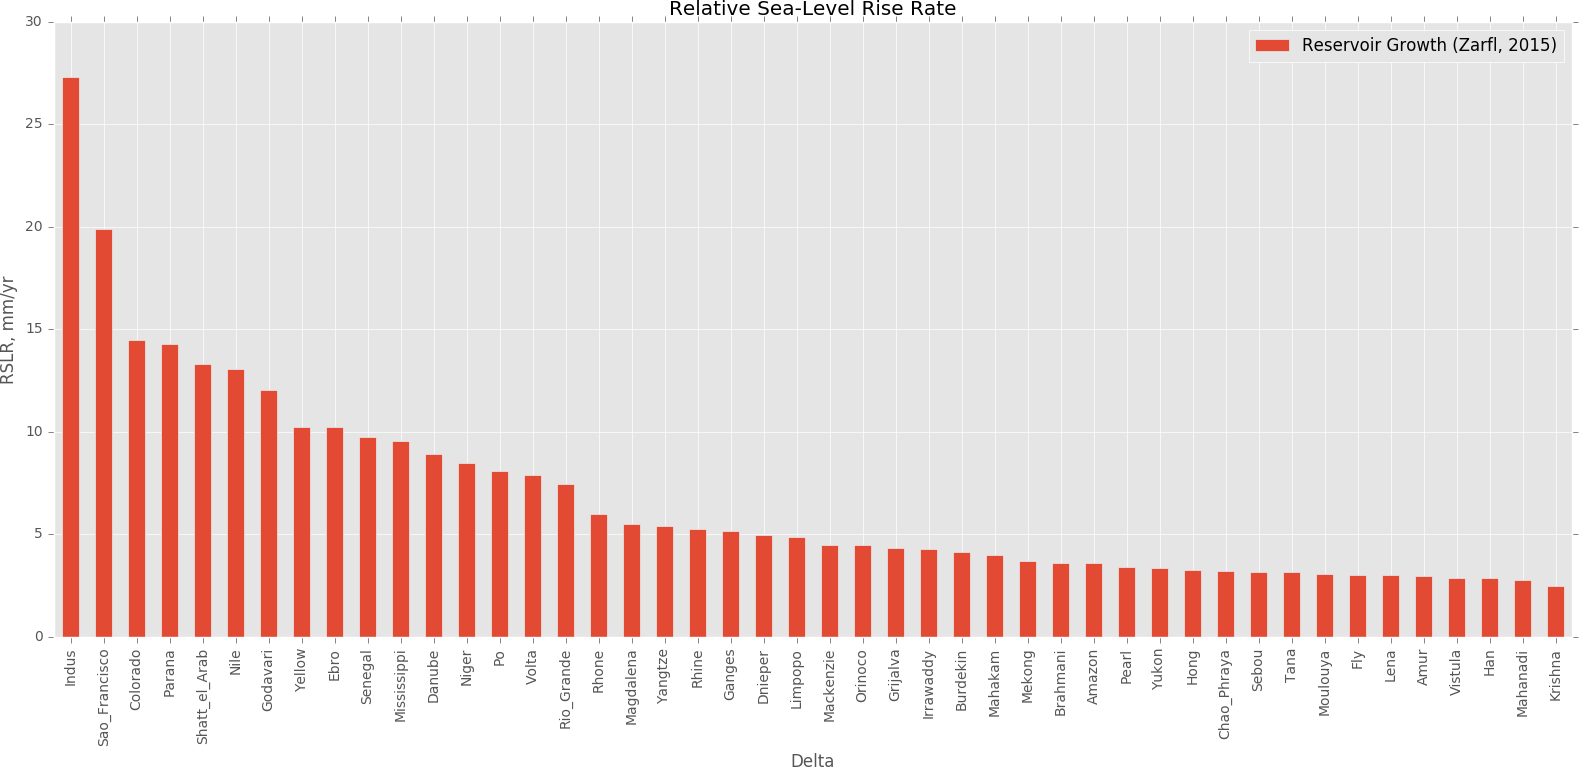 Relative Sea-Level Rise Rate
Reservoir Growth (Zarfl, 2015)
RSLR, mm/yr
30
25
20
15
10
5
0
Indus
Sao_Francisco
Colorado
Parana
Shatt_el_Arab
Nile
Godavari
Yellow
Ebro
Senegal
Mississippi
Danube
Niger
Po
Volta
Rio_Grande
Rhone
Magdalena
Yangtze
Rhine
Ganges
Dnieper
Limpopo
Mackenzie
Orinoco
Grijalva
Irrawaddy
Burdekin
Mahakam
Mekong
Brahmani
Amazon
Pearl
Yukon
Hong
Chao_Phraya
Sebou
Tana
Moulouya
Fly
Lena
Amur
Vistula
Han
Mahanadi
Krishna
Delta